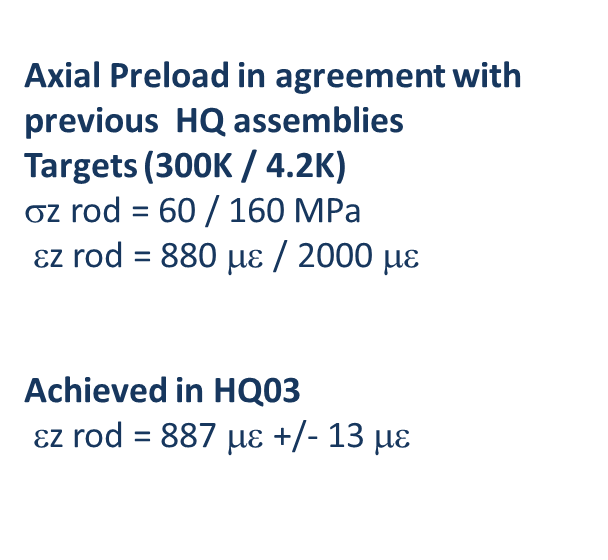 Axial Preload in agreement with
previous HQ assemblies
Targets (300K / 4.2K)
σz rod = 60 / 160 MPa
εz rod = 880 με / 2000 με
Achieved in HQ03
εz rod = 887 με +/- 13 με